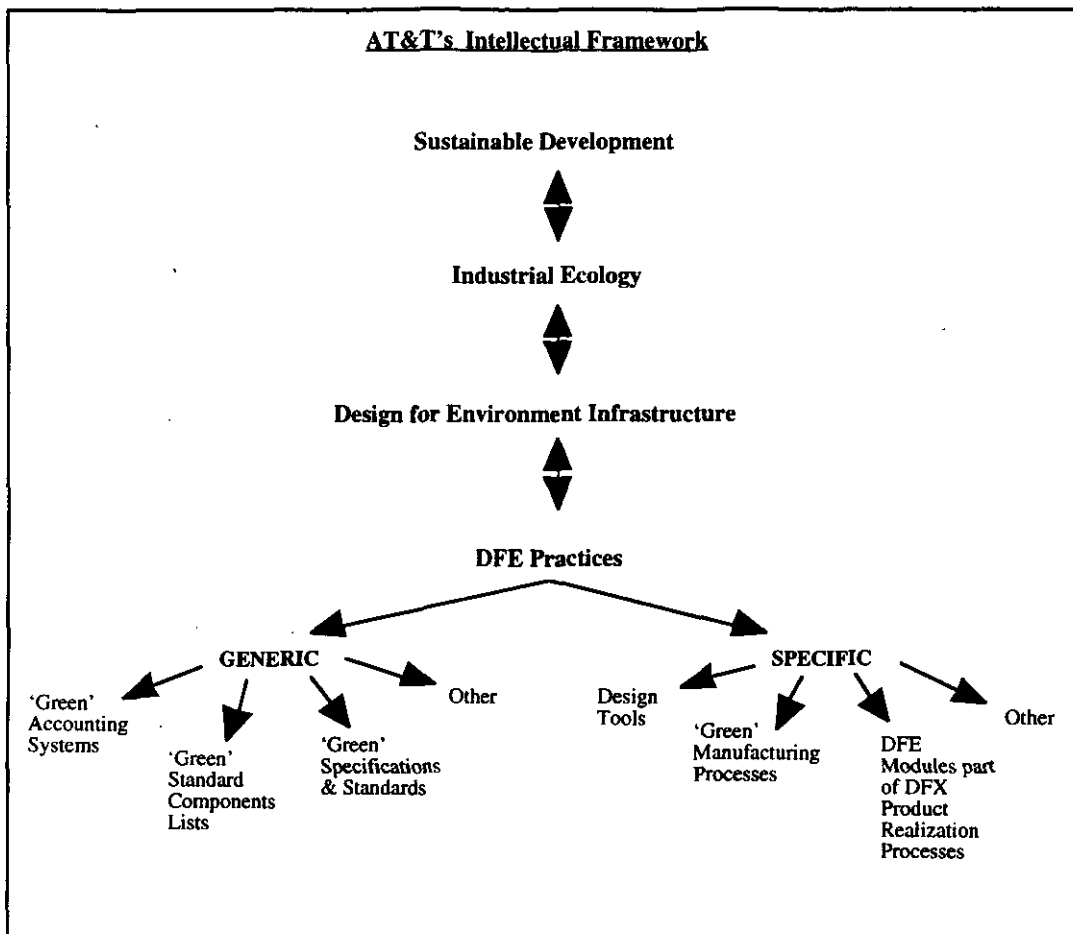 AT&T's Intellectual Framework
Sustainable Development
Industrial Ecology
Design for Environment Infrastructure
DFE Practices
GENERIC
SPECIFIC
'Green'
Accounting
Systems
'Green'
Standard
Components
Lists
'Green'
Specifications
& Standards
Other
Design
Tools
'Green'
Manufacturing
Processes
DFE
Modules part
of DFX
Product
Realization
Processes
Other